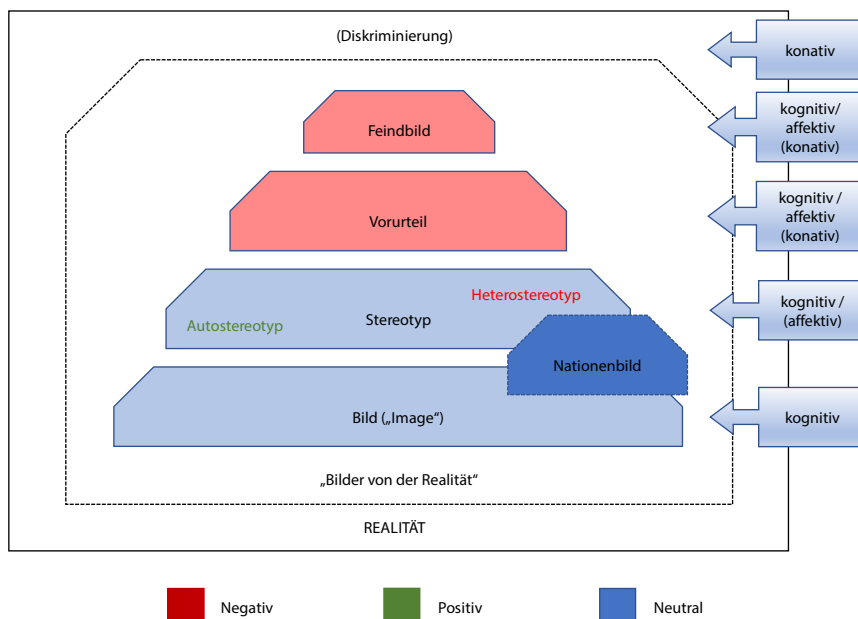 (Diskriminierung)
konativ
Feindbild
kognitiv/
affektiv
(konativ)
Vorurteil
kognitiv /
affektiv
(konativ)
Heterostereotyp
Autostereotyp
Stereotyp
kognitiv /
(affektiv)
Nationenbild
Bild („Image“)
kognitiv
„Bilder von der Realität“
REALITÄT
Negativ
Positiv
Neutral